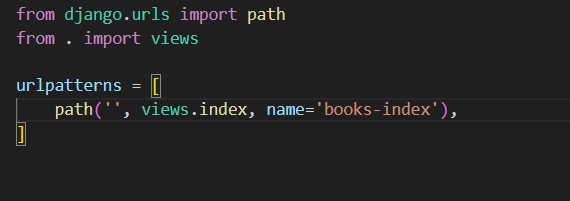 from django.urls import path
from . import views
urlpatterns = [
    path('', views.index, name='books-index'),
]